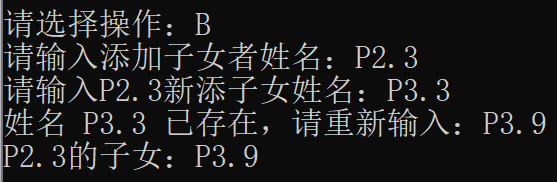 请选择操作：B
请输入添加子女者姓名：P2.3
请输入P2.3新添子女姓名：P3.3
姓名 P3.3 已存在，请重新输入：P3.9
P2.3的子女：P3.9